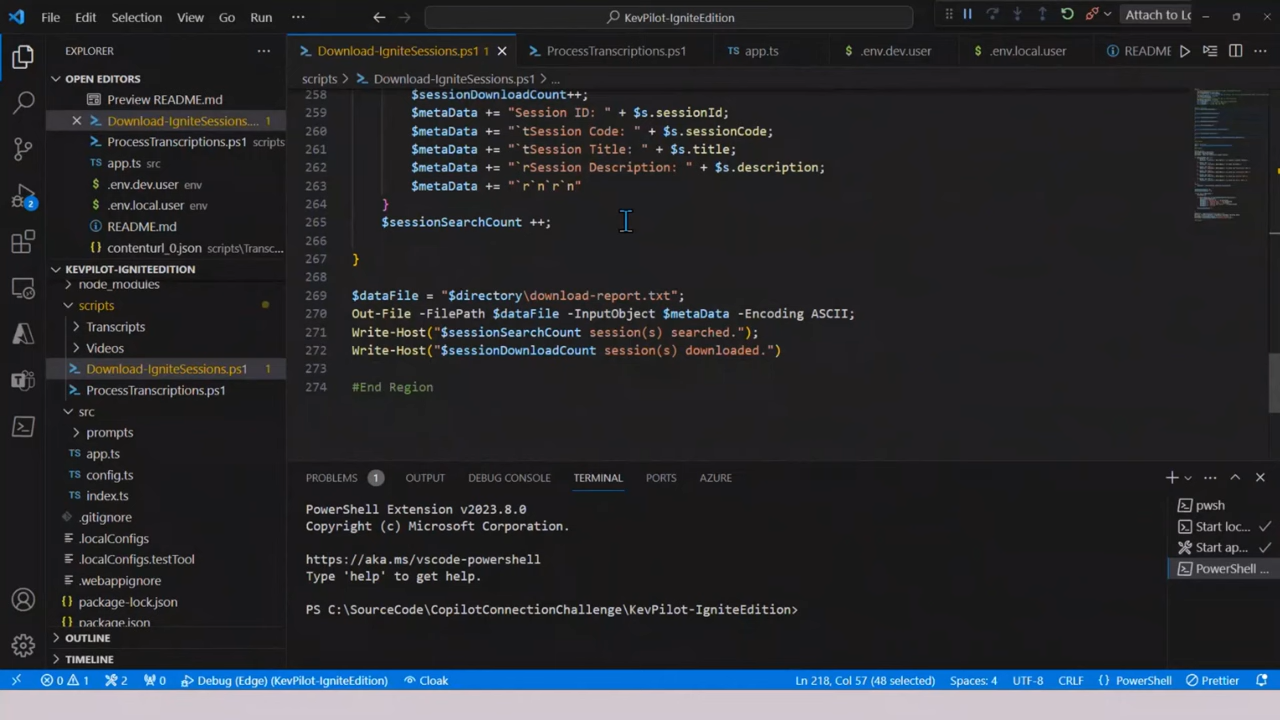 File Edit Selection View Go Run ··· KevPilot-IgniteEdition Attach to Lo
EXPLORER ···
Download-IgniteSessions.ps1 1 ProcessTranscriptions.ps1 app.ts .env.dev.user .env.local.user README
OPEN EDITORS
scripts > Download-IgniteSessions.ps1 > ...
Preview README.md
Download-IgniteSessions.... 1
ProcessTranscriptions.ps1 scripts
app.ts src
.env.dev.user env
.env.local.user env
README.md
contenturl_0.json scripts\Transc...
KEVPILOT-IGNITEEDITION
node_modules
scripts
Transcripts
Videos
Download-IgniteSessions.ps1 1
ProcessTranscriptions.ps1
src
prompts
app.ts
config.ts
index.ts
.gitignore
.localConfigs
.localConfigs.testTool
.webappignore
package-lock.json
package.json
OUTLINE
TIMELINE
2
258 $sessionDownloadCount++;
259 $metaData += "Session ID: " + $s.sessionId;
260 $metaData += "`tSession Code: " + $s.sessionCode;
261 $metaData += "`tSession Title: " + $s.title;
262 $metaData += "`rSession Description: " + $s.description;
263 $metaData += "`r`n`r`n"
264 }
265 $sessionSearchCount ++;
266
267 }
268
269 $dataFile = "$directory\download-report.txt";
270 Out-File -FilePath $dataFile -InputObject $metaData -Encoding ASCII;
271 Write-Host("$sessionSearchCount session(s) searched.");
272 Write-Host("$sessionDownloadCount session(s) downloaded.")
273
274 #End Region
PROBLEMS 1 OUTPUT DEBUG CONSOLE TERMINAL PORTS AZURE
PowerShell Extension v2023.8.0
Copyright (c) Microsoft Corporation.
https://aka.ms/vscode-powershell
Type 'help' to get help.
PS C:\SourceCode\CopilotConnectionChallenge\KevPilot-IgniteEdition>
pwsh
Start loc...
Start ap...
PowerShell ...
0 1 2 0 Debug (Edge) (KevPilot-IgniteEdition) Cloak Ln 218, Col 57 (48 selected) Spaces: 4 UTF-8 CRLF {} PowerShell Prettier